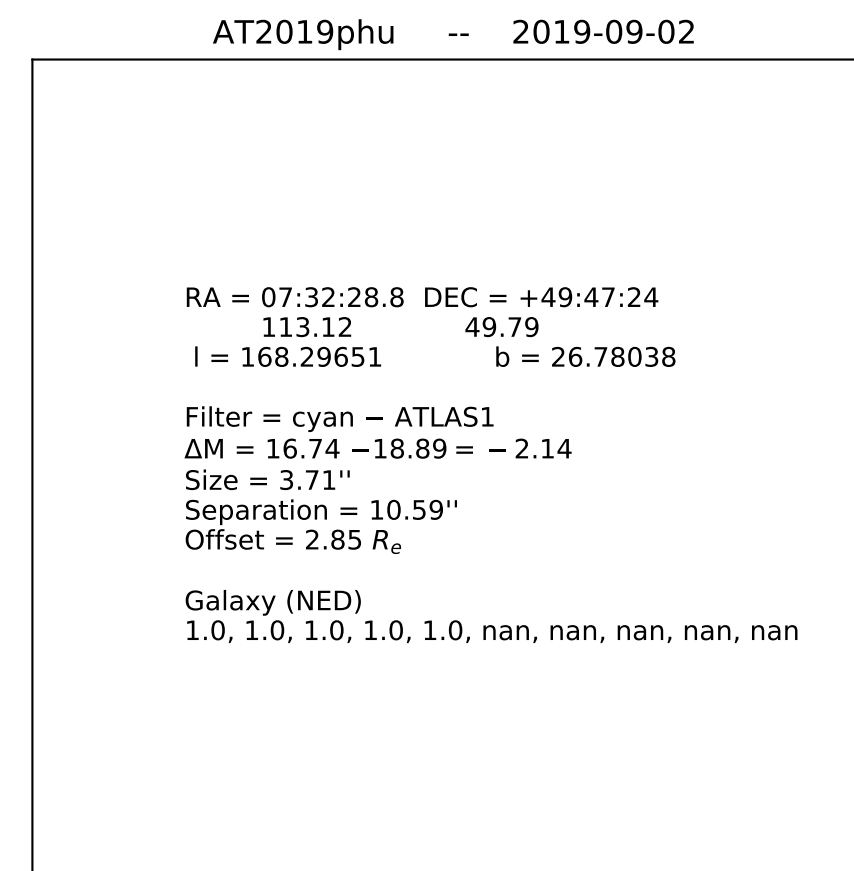 AT2019phu -- 2019-09-02
RA = 07:32:28.8 DEC = +49:47:24
113.12 49.79
l = 168.29651 b = 26.78038
Filter = cyan − ATLAS1
ΔM = 16.74 −18.89 = −2.14
Size = 3.71''
Separation = 10.59''
Offset = 2.85 Rₑ
Galaxy (NED)
1.0, 1.0, 1.0, 1.0, 1.0, nan, nan, nan, nan, nan